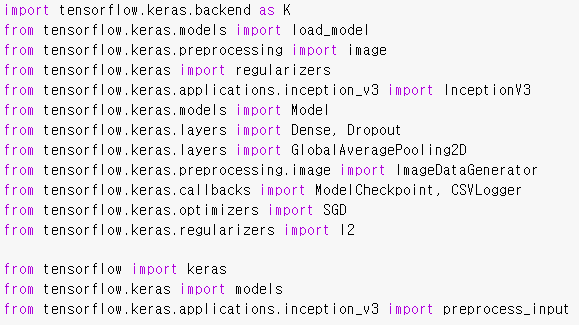 import tensorflow.keras.backend as K
from tensorflow.keras.models import load_model
from tensorflow.keras.preprocessing import image
from tensorflow.keras import regularizers
from tensorflow.keras.applications.inception_v3 import InceptionV3
from tensorflow.keras.models import Model
from tensorflow.keras.layers import Dense, Dropout
from tensorflow.keras.layers import GlobalAveragePooling2D
from tensorflow.keras.preprocessing.image import ImageDataGenerator
from tensorflow.keras.callbacks import ModelCheckpoint, CSVLogger
from tensorflow.keras.optimizers import SGD
from tensorflow.keras.regularizers import l2
from tensorflow import keras
from tensorflow.keras import models
from tensorflow.keras.applications.inception_v3 import preprocess_input